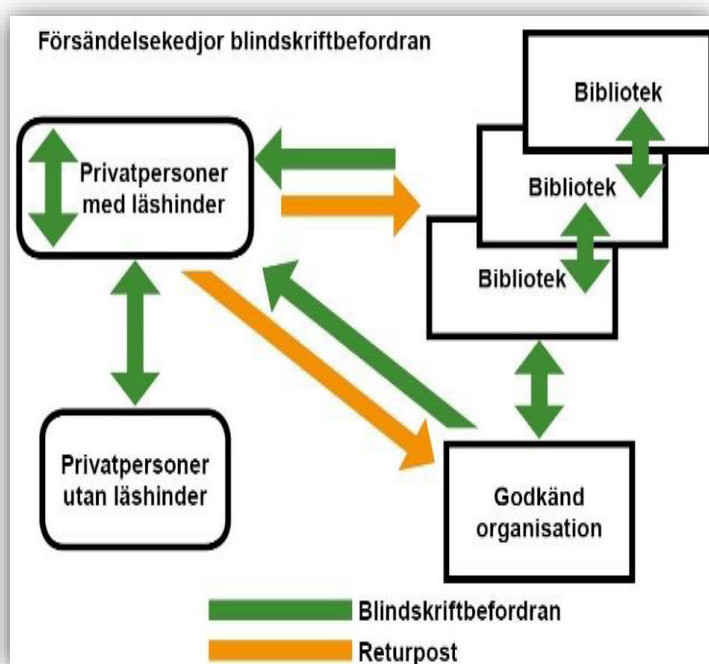 Försändelsekedjor blindskriftbefordran
Bibliotek
Privatpersoner
med läshinder
Bibliotek
Bibliotek
Privatpersoner
utan läshinder
Godkänd
organisation
Blindskriftbefordran
Returpost